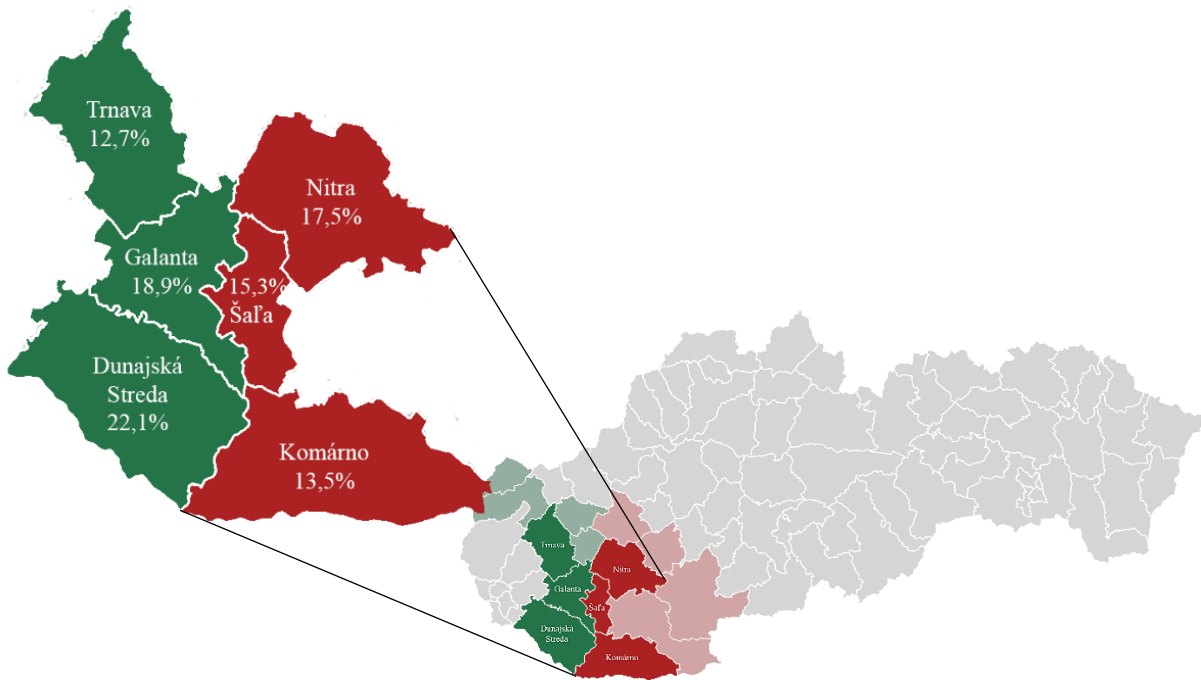 Trnava
12,7%
Nitra
17,5%
Galanta
18,9%
15,3%
Šaľa
Dunajská
Streda
22,1%
Komárno
13,5%
Trnava
Nitra
Galanta
Šaľa
Dunajská
Streda
Komárno